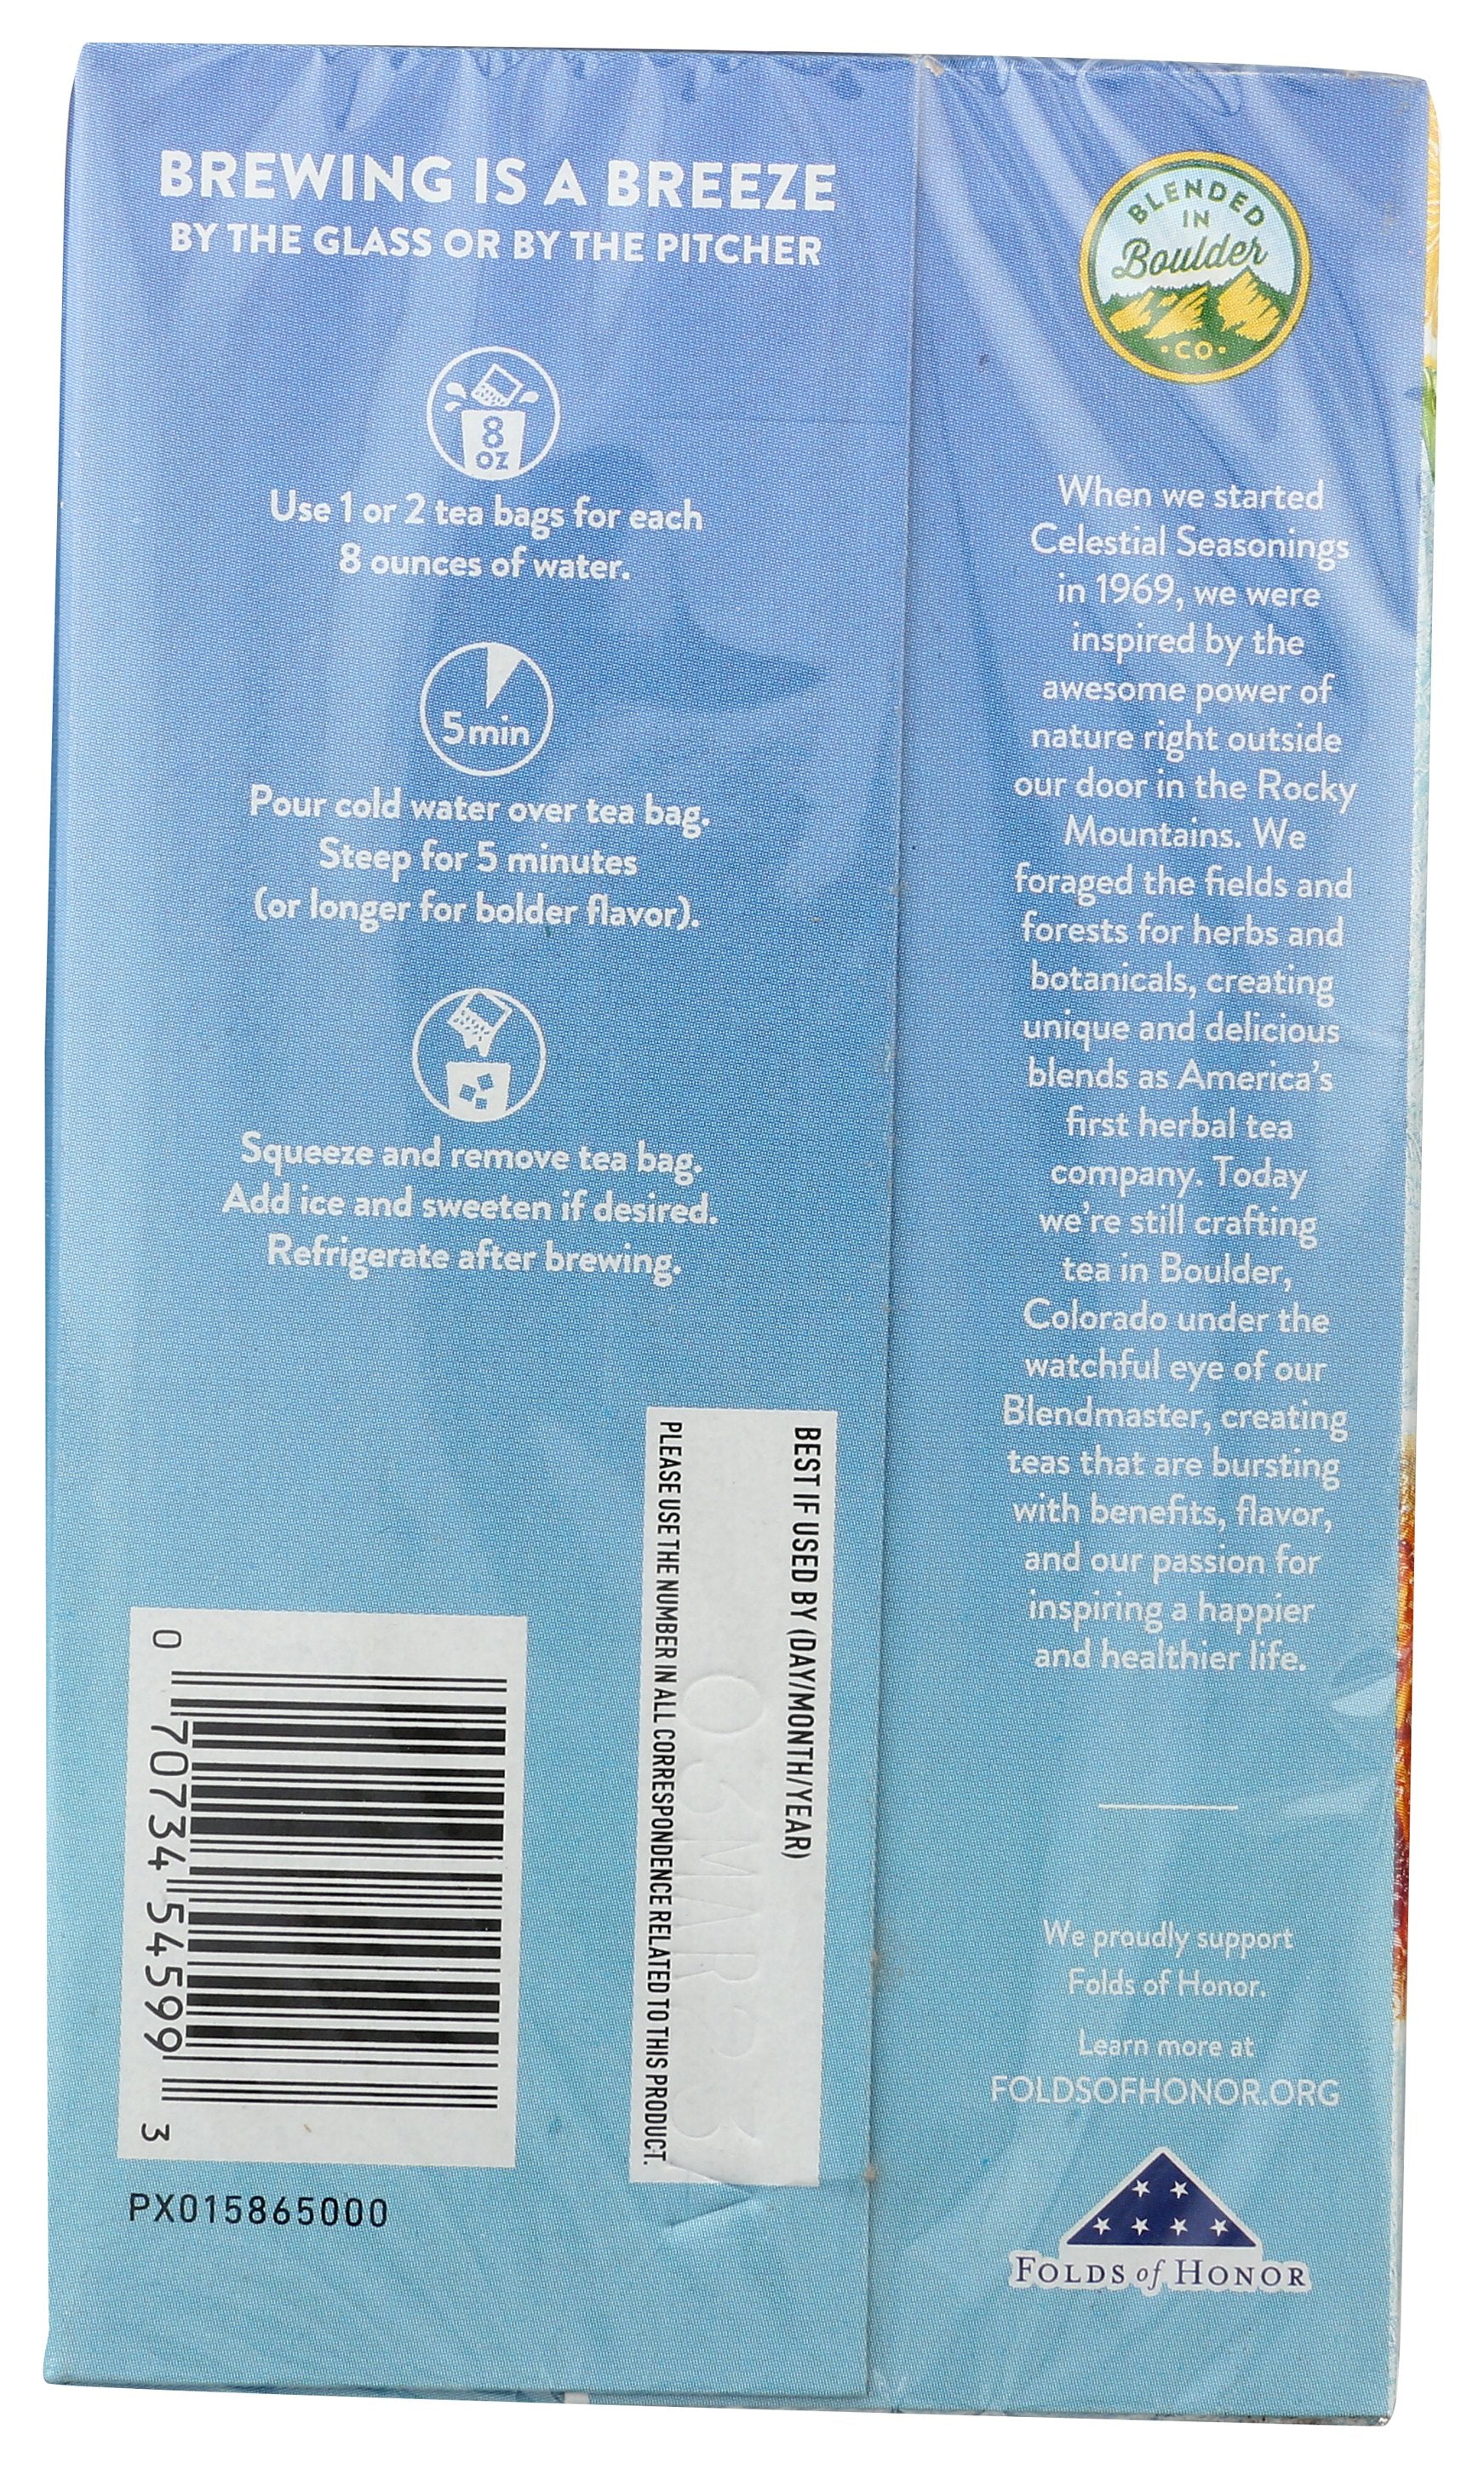 BREWING IS A BREEZE
BY THE GLASS OR BY THE PITCHER
8
OZ
Use 1 or 2 tea bags for each
8 ounces of water.
5min
Pour cold water over tea bag.
Steep for 5 minutes
(or longer for bolder flavor).
Squeeze and remove tea bag.
Add ice and sweeten if desired.
Refrigerate after brewing.
BEST IF USED BY (DAY/MONTH/YEAR)
MAR
PLEASE USE THE NUMBER IN ALL CORRESPONDENCE RELATED TO THIS PRODUCT.
0 70734 54599 3
PX015865000
BLENDED
IN
Boulder
•CO•
When we started
Celestial Seasonings
in 1969, we were
inspired by the
awesome power of
nature right outside
our door in the Rocky
Mountains. We
foraged the fields and
forests for herbs and
botanicals, creating
unique and delicious
blends as America's
first herbal tea
company. Today
we're still crafting
tea in Boulder,
Colorado under the
watchful eye of our
Blendmaster, creating
teas that are bursting
with benefits, flavor,
and our passion for
inspiring a happier
and healthier life.
We proudly support
Folds of Honor.
Learn more at
FOLDSOFHONOR.ORG
FOLDS of HONOR